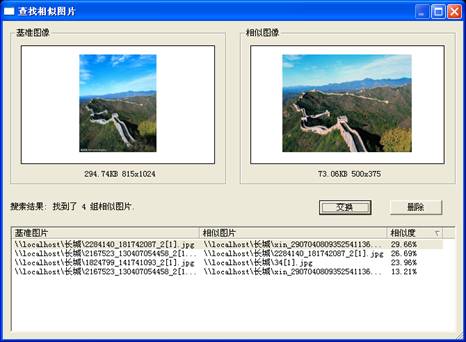 查找相似图片
基准图像
相似图像
294.74KB 815x1024
73.06KB 500x375
搜索结果: 找到了 4 组相似图片.
交换
删除
基准图片 相似图片 相似度
\\localhost\长城\2284140_181742087_2[1].jpg \\localhost\长城\xin_2907040809352541136... 29.66%
\\localhost\长城\2167523_130407054458_2[1... \\localhost\长城\2284140_181742087_2[1].jpg 26.69%
\\localhost\长城\1824799_141741093_2[1].jpg \\localhost\长城\34[1].jpg 23.96%
\\localhost\长城\2167523_130407054458_2[1... \\localhost\长城\xin_2907040809352541136... 13.21%